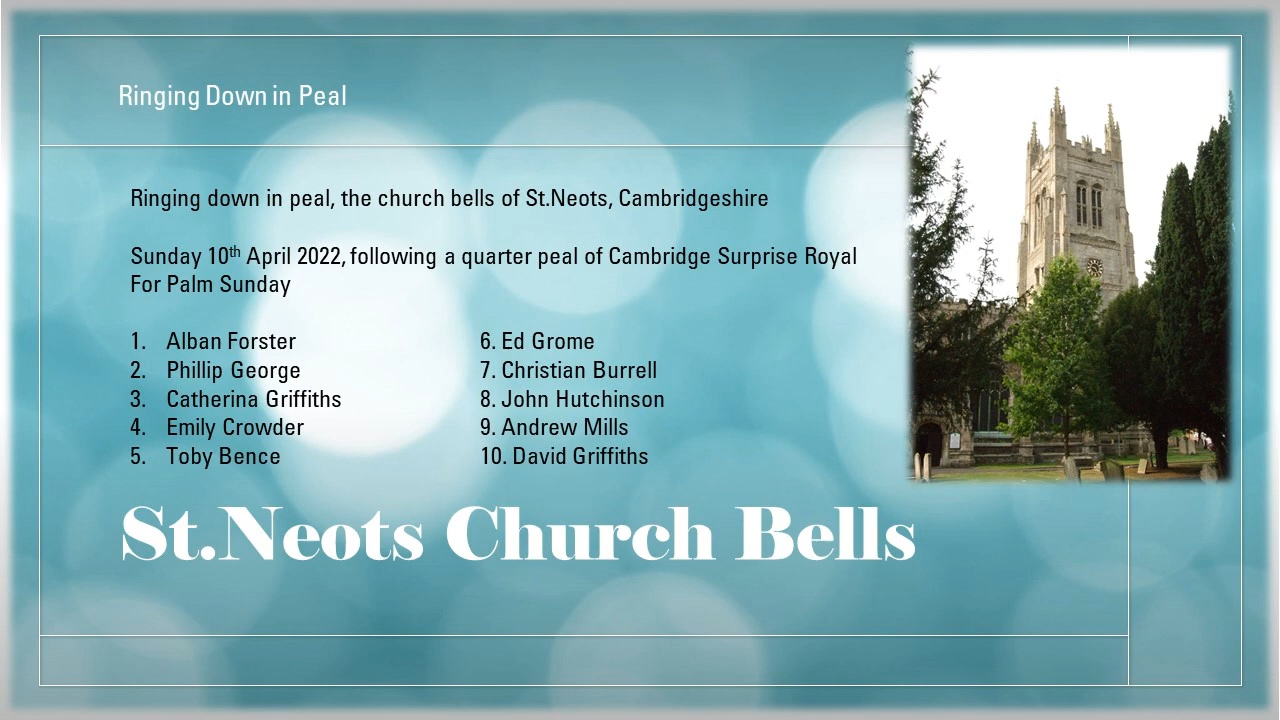 Ringing Down in Peal
Ringing down in peal, the church bells of St.Neots, Cambridgeshire
Sunday 10th April 2022, following a quarter peal of Cambridge Surprise Royal
For Palm Sunday
1. Alban Forster
2. Phillip George
3. Catherina Griffiths
4. Emily Crowder
5. Toby Bence
6. Ed Grome
7. Christian Burrell
8. John Hutchinson
9. Andrew Mills
10. David Griffiths
St.Neots Church Bells